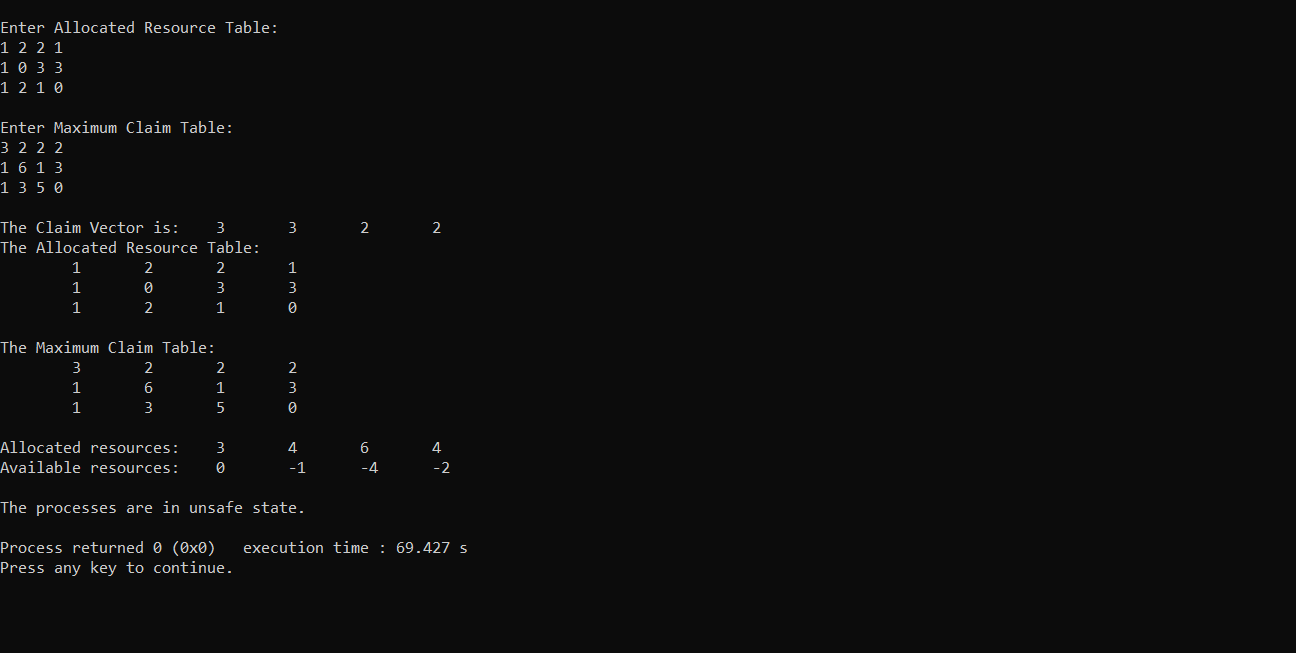 Enter Allocated Resource Table:
1 2 2 1
1 0 3 3
1 2 1 0
Enter Maximum Claim Table:
3 2 2 2
1 6 1 3
1 3 5 0
The Claim Vector is:    3       3       2       2
The Allocated Resource Table:
        1       2       2       1
        1       0       3       3
        1       2       1       0
The Maximum Claim Table:
        3       2       2       2
        1       6       1       3
        1       3       5       0
Allocated resources:    3       4       6       4
Available resources:    0       -1      -4      -2
The processes are in unsafe state.
Process returned 0 (0x0)   execution time : 69.427 s
Press any key to continue.